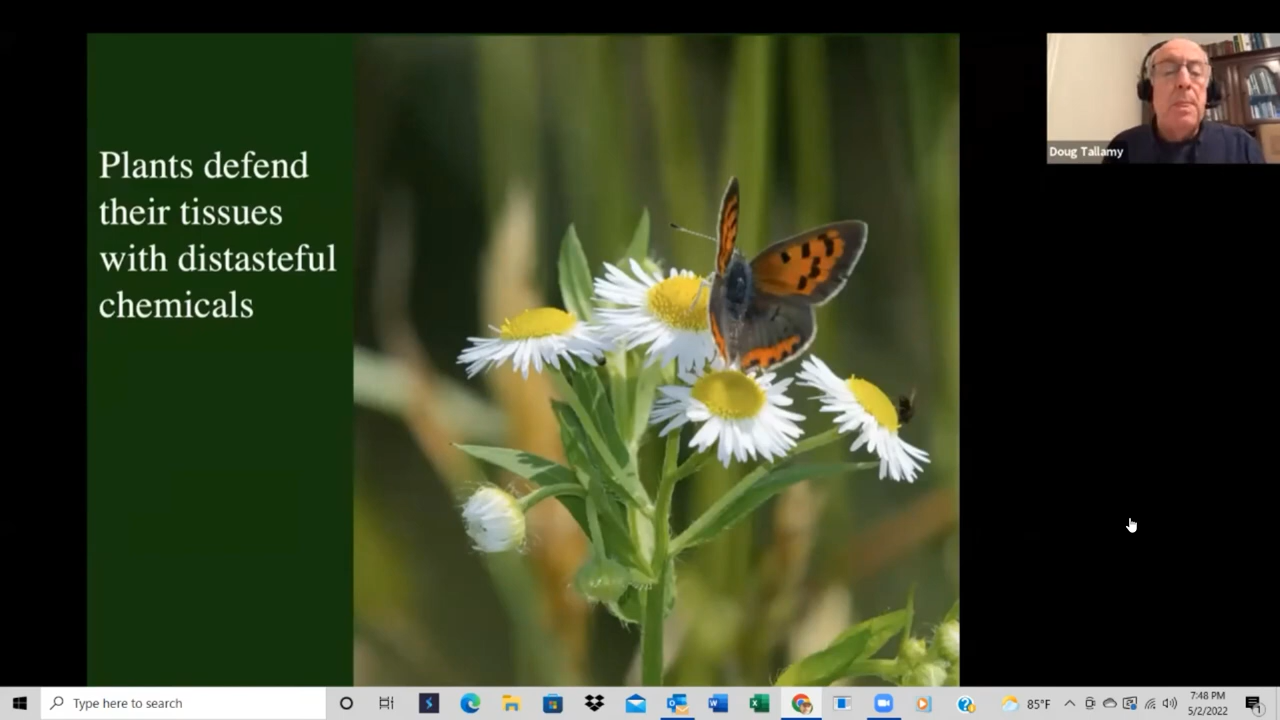 Plants defend
their tissues
with distasteful
chemicals
Doug Tallamy
Type here to search
85°F
7:48 PM
5/2/2022